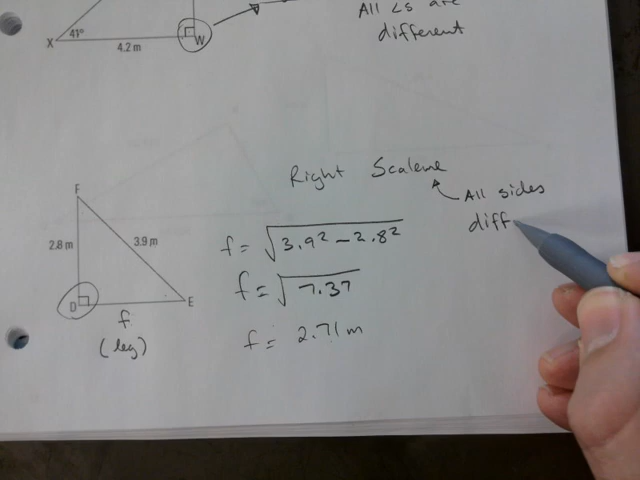 All ∠s are
different
41°
X
W
4.2 m
Right Scalene
All sides
diff
F
2.8 m
3.9 m
D
E
f
(leg)
f = √3.9² - 2.8²
f = √7.37
f = 2.71 m